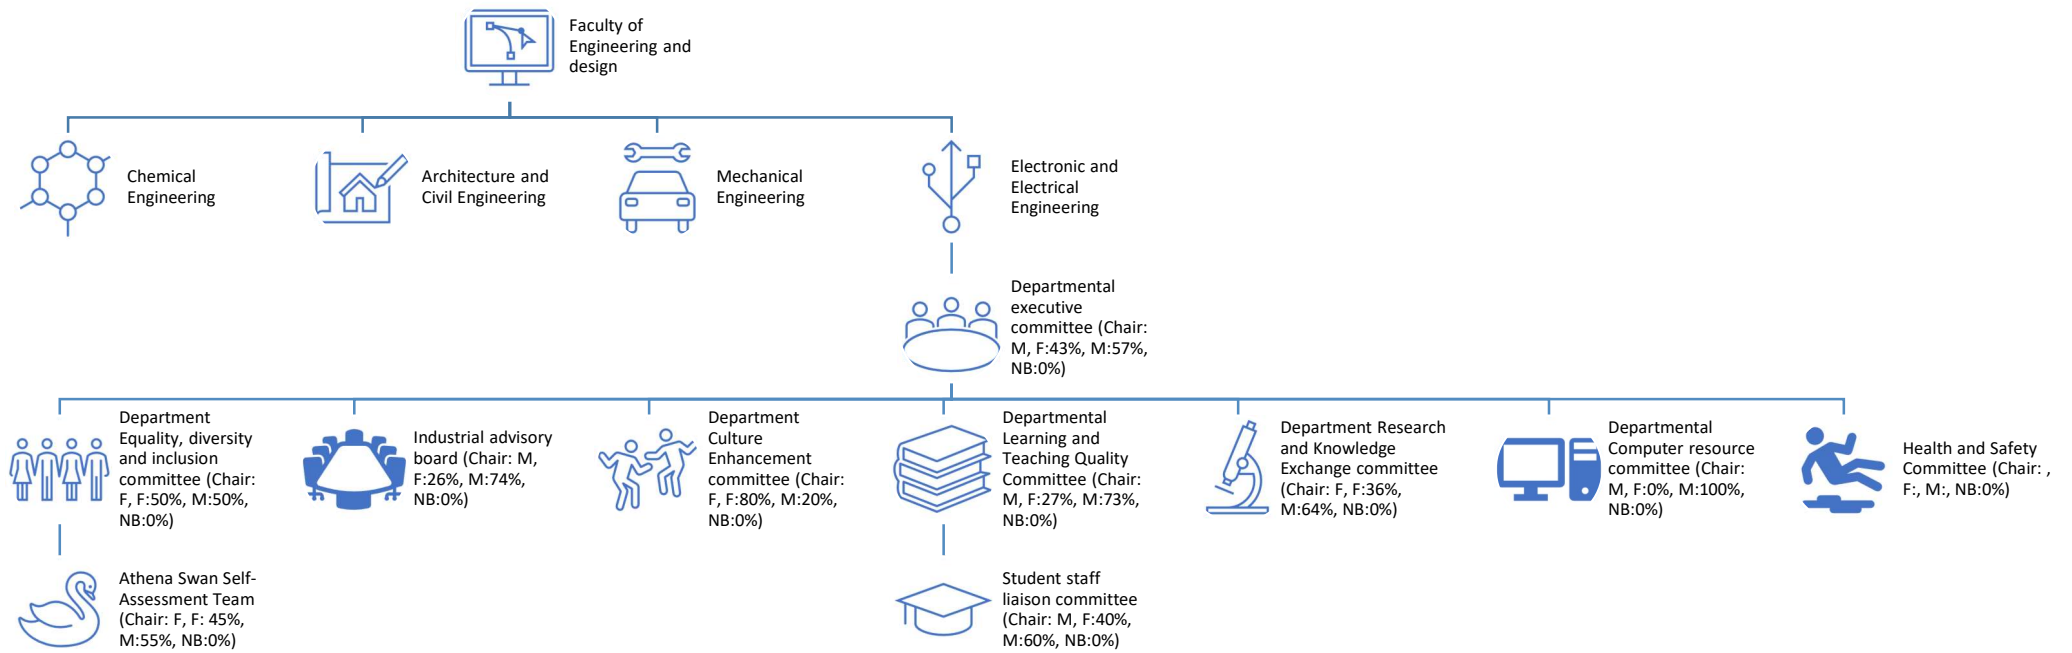 Faculty of
Engineering and
design
Chemical
Engineering
Architecture and
Civil Engineering
Mechanical
Engineering
Electronic and
Electrical
Engineering
Departmental
executive
committee (Chair:
M, F:43%, M:57%,
NB:0%)
Department
Equality, diversity
and inclusion
committee (Chair:
F, F:50%, M:50%,
NB:0%)
Industrial advisory
board (Chair: M,
F:26%, M:74%,
NB:0%)
Department
Culture
Enhancement
committee (Chair:
F, F:80%, M:20%,
NB:0%)
Departmental
Learning and
Teaching Quality
Committee (Chair:
M, F:27%, M:73%,
NB:0%)
Department Research
and Knowledge
Exchange committee
(Chair: F, F:36%,
M:64%, NB:0%)
Departmental
Computer resource
committee (Chair:
M, F:0%, M:100%,
NB:0%)
Health and Safety
Committee (Chair: ,
F:, M:, NB:0%)
Athena Swan Self-
Assessment Team
(Chair: F, F: 45%,
M:55%, NB:0%)
Student staff
liaison committee
(Chair: M, F:40%,
M:60%, NB:0%)